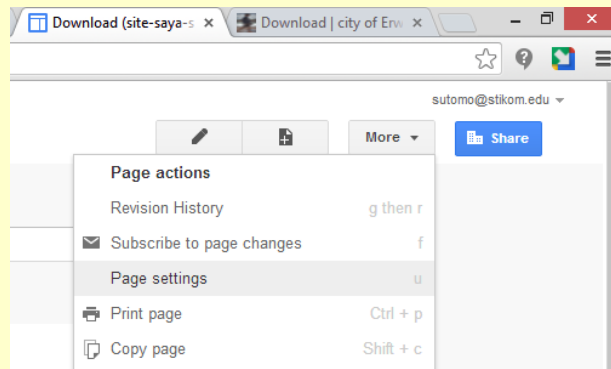 Download (site-saya-s
Download | city of Erw
sutomo@stikom.edu
More
Share
Page actions
Revision History g then r
Subscribe to page changes f
Page settings u
Print page Ctrl + p
Copy page Shift + c